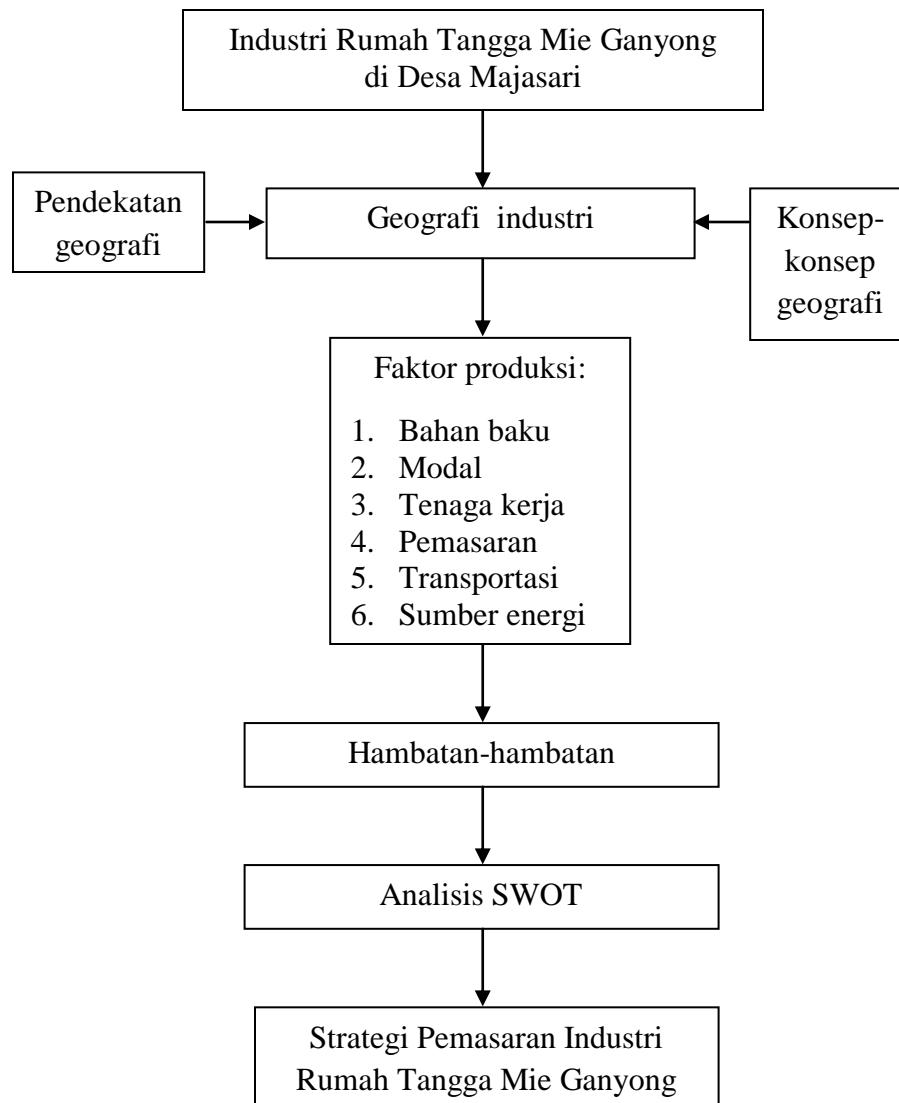 Industri Rumah Tangga Mie Ganyong
di Desa Majasari
Pendekatan
geografi
Geografi industri
Konsep-
konsep
geografi
Faktor produksi:
1. Bahan baku
2. Modal
3. Tenaga kerja
4. Pemasaran
5. Transportasi
6. Sumber energi
Hambatan-hambatan
Analisis SWOT
Strategi Pemasaran Industri
Rumah Tangga Mie Ganyong